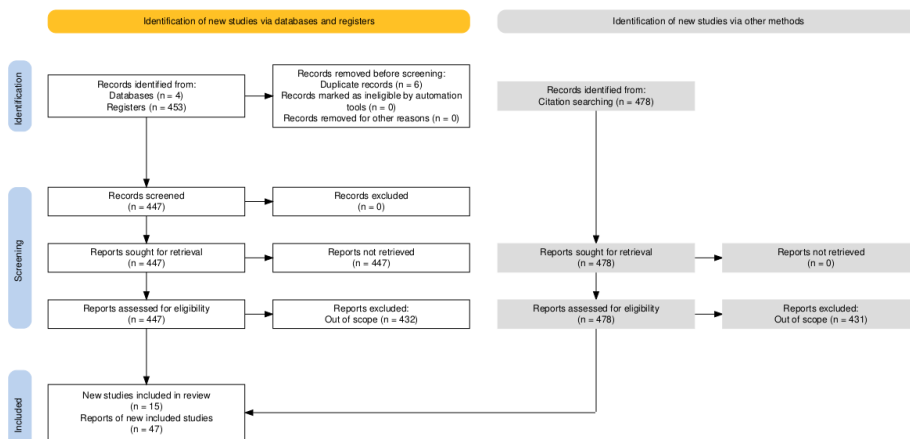 Identification of new studies via databases and registers
Identification of new studies via other methods
Identification
Records identified from:
Databases (n = 4)
Registers (n = 453)
Records removed before screening:
Duplicate records (n = 6)
Records marked as ineligible by automation
tools (n = 0)
Records removed for other reasons (n = 0)
Records identified from:
Citation searching (n = 478)
Screening
Records screened
(n = 447)
Records excluded
(n = 0)
Reports sought for retrieval
(n = 447)
Reports not retrieved
(n = 447)
Reports sought for retrieval
(n = 478)
Reports not retrieved
(n = 0)
Reports assessed for eligibility
(n = 447)
Reports excluded:
Out of scope (n = 432)
Reports assessed for eligibility
(n = 478)
Reports excluded:
Out of scope (n = 431)
Included
New studies included in review
(n = 15)
Reports of new included studies
(n = 47)